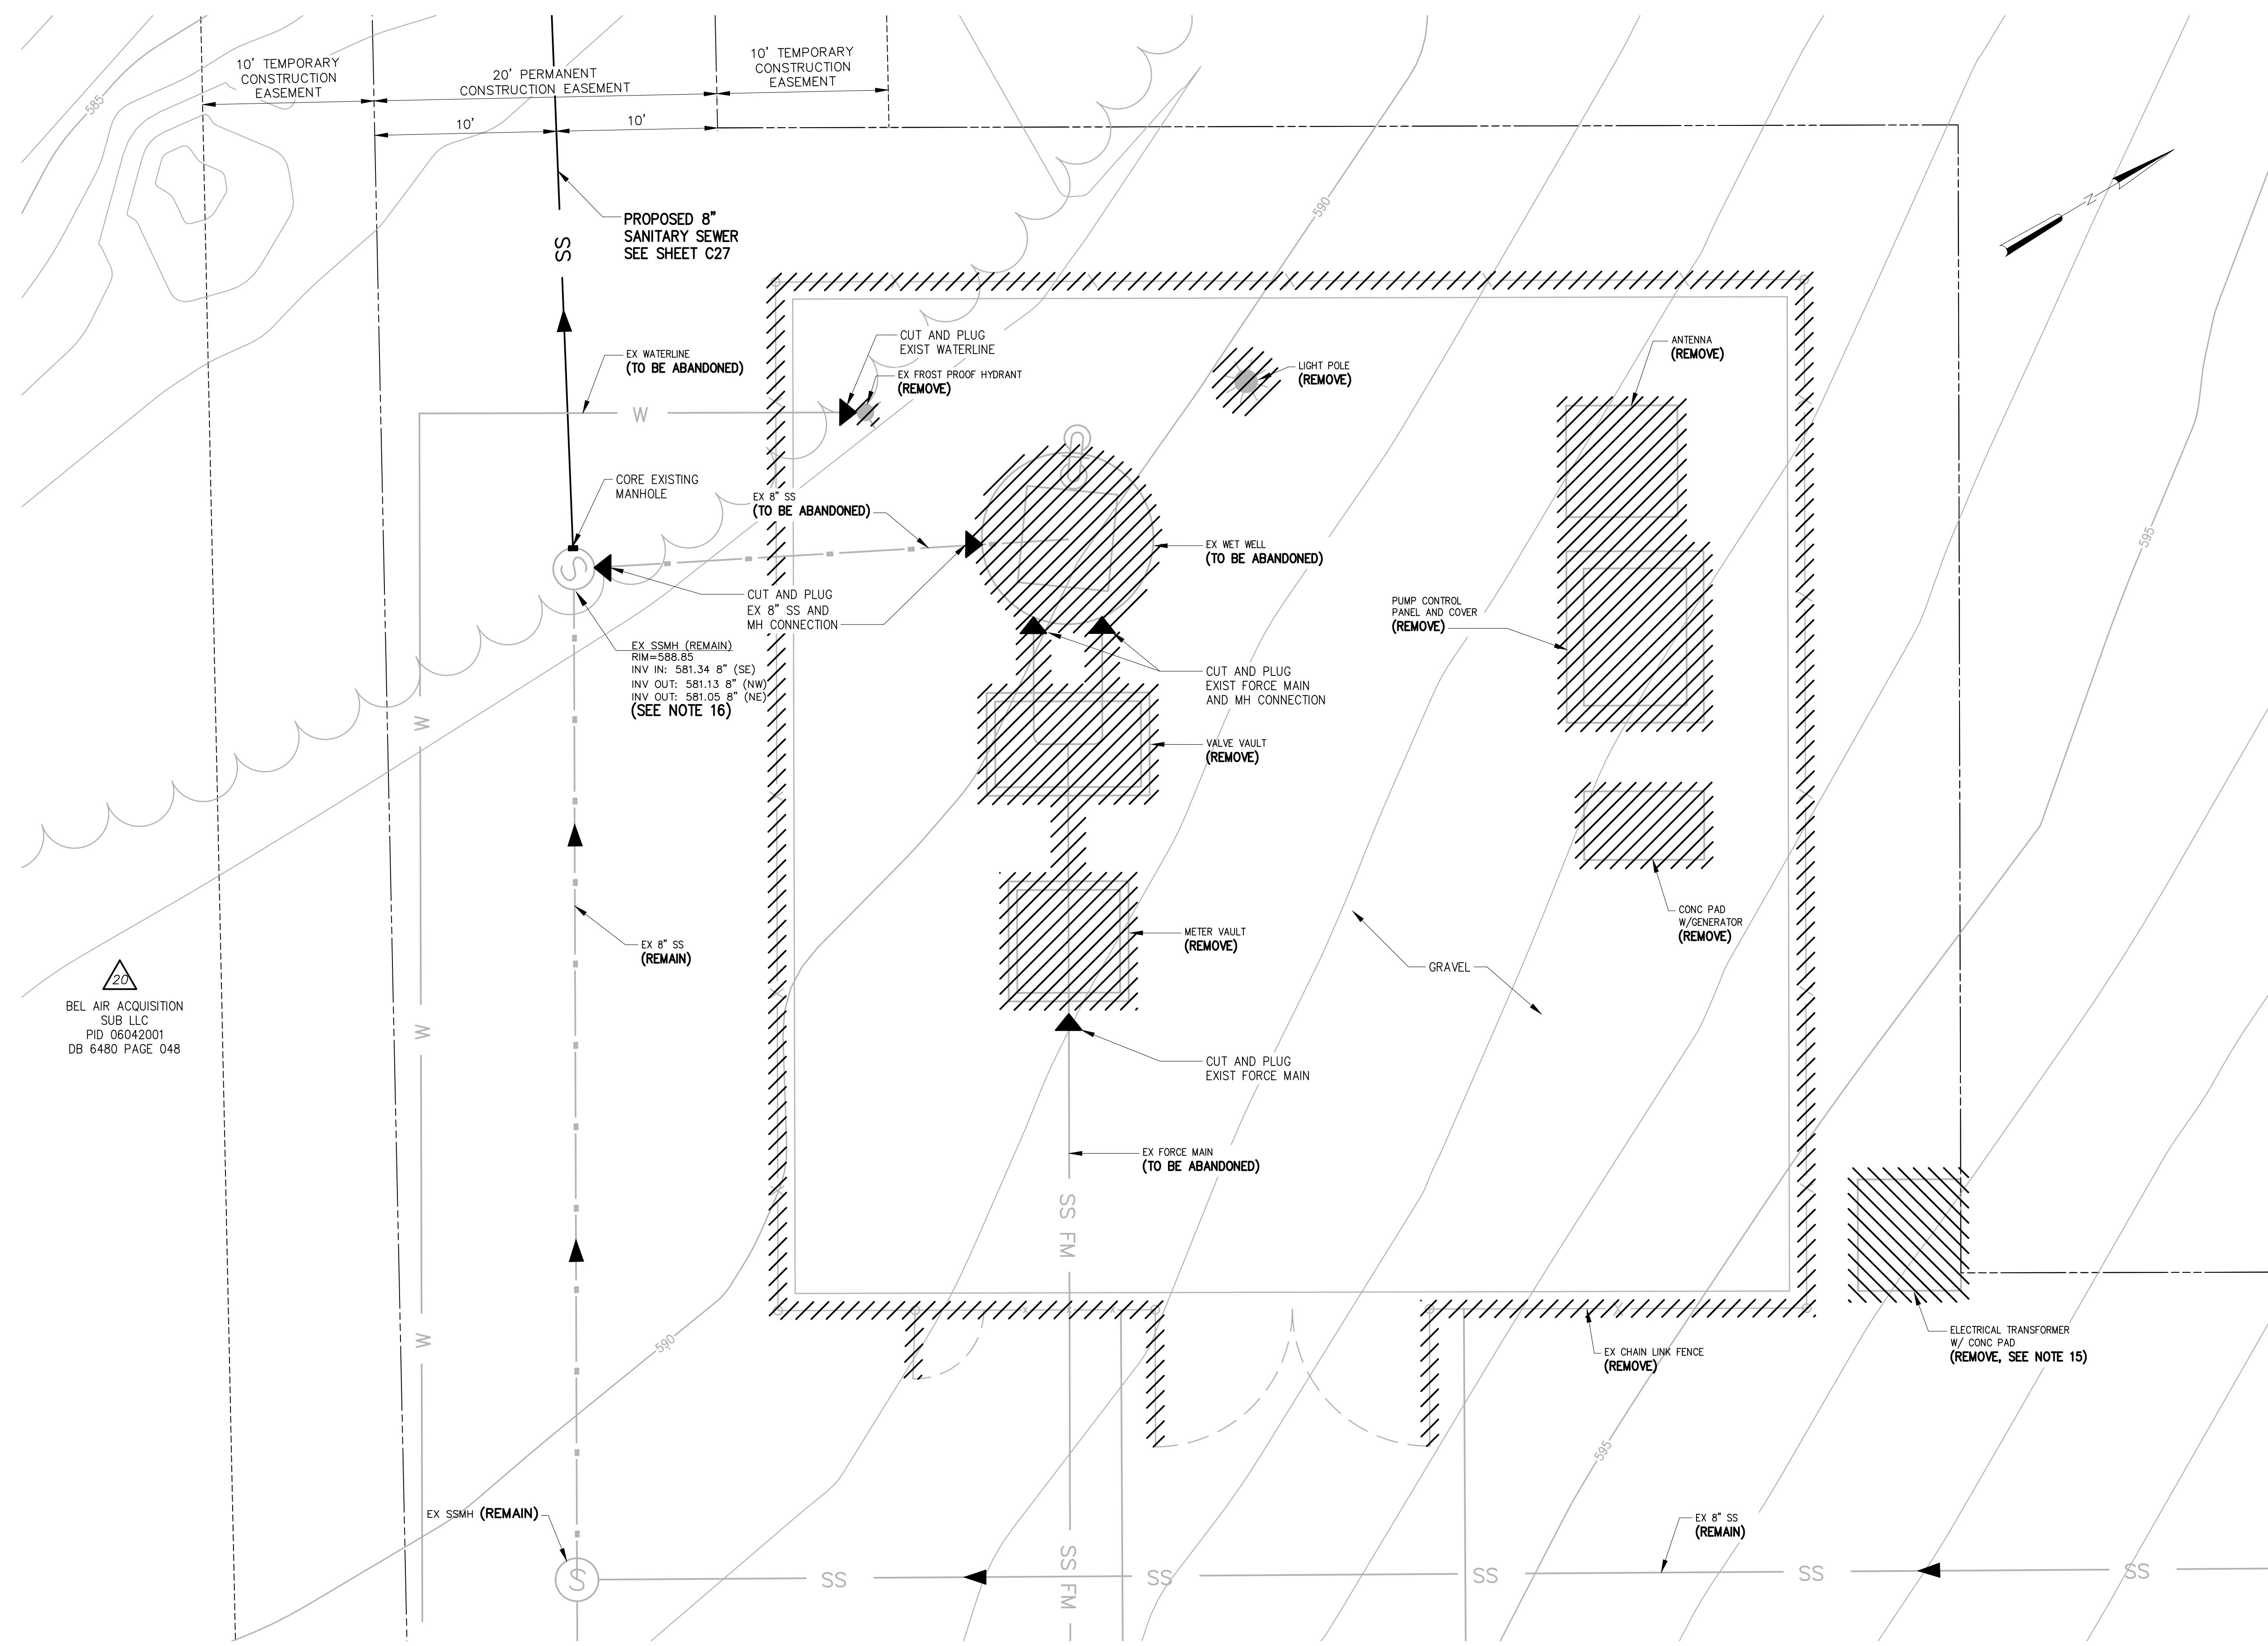 10' TEMPORARY
CONSTRUCTION
EASEMENT
20' PERMANENT
CONSTRUCTION EASEMENT
10' TEMPORARY
CONSTRUCTION
EASEMENT
10'
10'
585
590
N
PROPOSED 8"
SANITARY SEWER
SEE SHEET C27
SS
CUT AND PLUG
EXIST WATERLINE
EX WATERLINE
(TO BE ABANDONED)
EX FROST PROOF HYDRANT
(REMOVE)
LIGHT POLE
(REMOVE)
ANTENNA
(REMOVE)
W
CORE EXISTING
MANHOLE
EX 8" SS
(TO BE ABANDONED)
595
EX WET WELL
(TO BE ABANDONED)
S
CUT AND PLUG
EX 8" SS AND
MH CONNECTION
PUMP CONTROL
PANEL AND COVER
(REMOVE)
EX SSMH (REMAIN)
RIM=588.85
INV IN: 581.34 8" (SE)
INV OUT: 581.13 8" (NW)
INV OUT: 581.05 8" (NE)
(SEE NOTE 16)
CUT AND PLUG
EXIST FORCE MAIN
AND MH CONNECTION
W
VALVE VAULT
(REMOVE)
CONC PAD
W/GENERATOR
(REMOVE)
METER VAULT
(REMOVE)
EX 8" SS
(REMAIN)
GRAVEL
20
BEL AIR ACQUISITION
SUB LLC
PID 06042001
DB 6480 PAGE 048
W
CUT AND PLUG
EXIST FORCE MAIN
EX FORCE MAIN
(TO BE ABANDONED)
SS FM
W
590
EX CHAIN LINK FENCE
(REMOVE)
ELECTRICAL TRANSFORMER
W/ CONC PAD
(REMOVE, SEE NOTE 15)
595
EX SSMH (REMAIN)
EX 8" SS
(REMAIN)
S
SS
SS FM
SS
SS
SS
SS